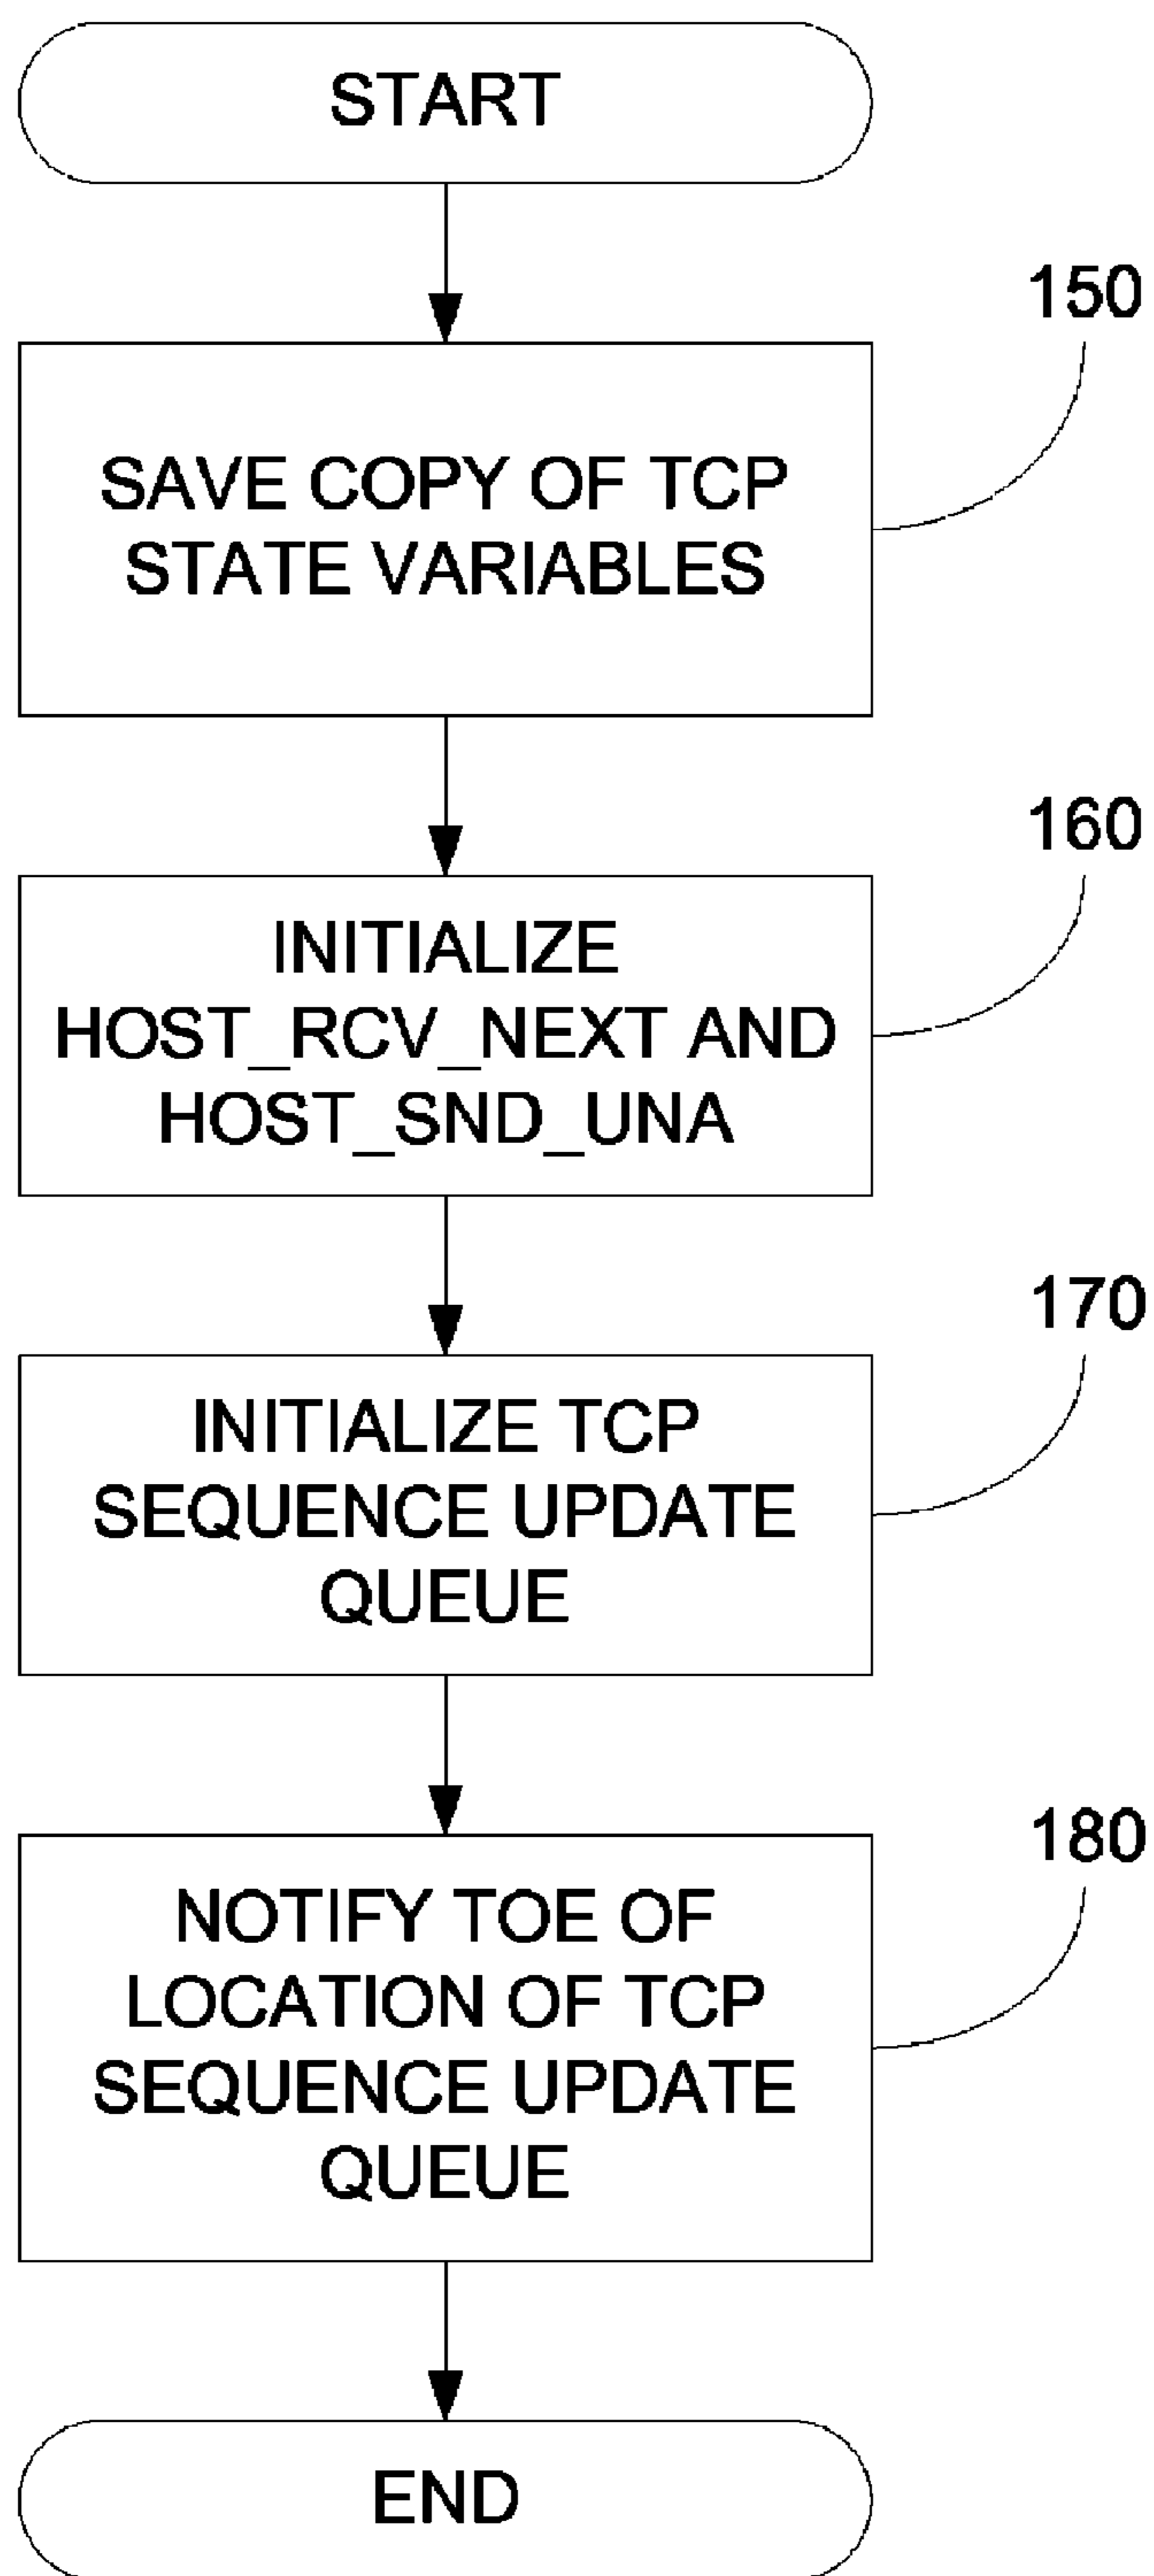 START
150
SAVE COPY OF TCP
STATE VARIABLES
160
INITIALIZE
HOST_RCV_NEXT AND
HOST_SND_UNA
170
INITIALIZE TCP
SEQUENCE UPDATE
QUEUE
180
NOTIFY TOE OF
LOCATION OF TCP
SEQUENCE UPDATE
QUEUE
END